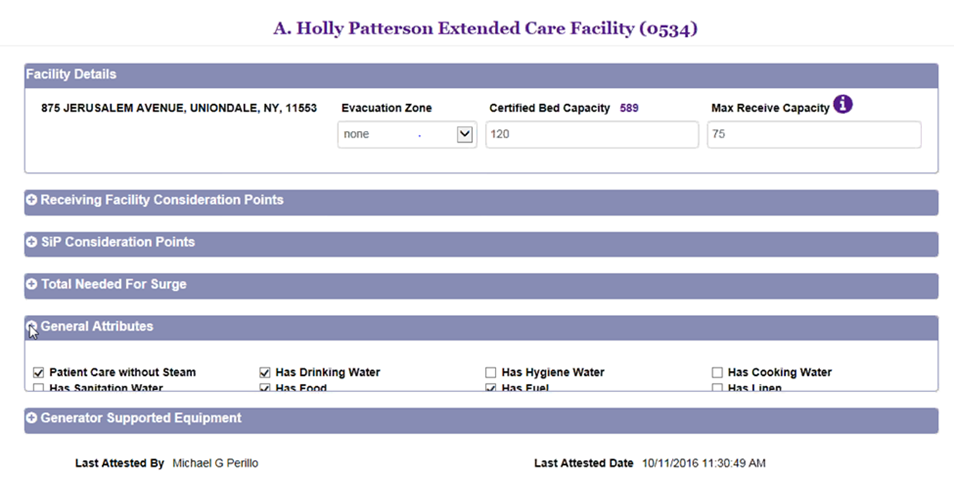 A. Holly Patterson Extended Care Facility (0534)
Facility Details
875 JERUSALEM AVENUE, UNIONDALE, NY, 11553 Evacuation Zone Certified Bed Capacity 589 Max Receive Capacity i
none 120 75
Receiving Facility Consideration Points
SiP Consideration Points
Total Needed For Surge
General Attributes
Patient Care without Steam Has Drinking Water Has Hygiene Water Has Cooking Water
Has Sanitation Water Has Food Has Fuel Has Linen
Generator Supported Equipment
Last Attested By Michael G Perillo Last Attested Date 10/11/2016 11:30:49 AM